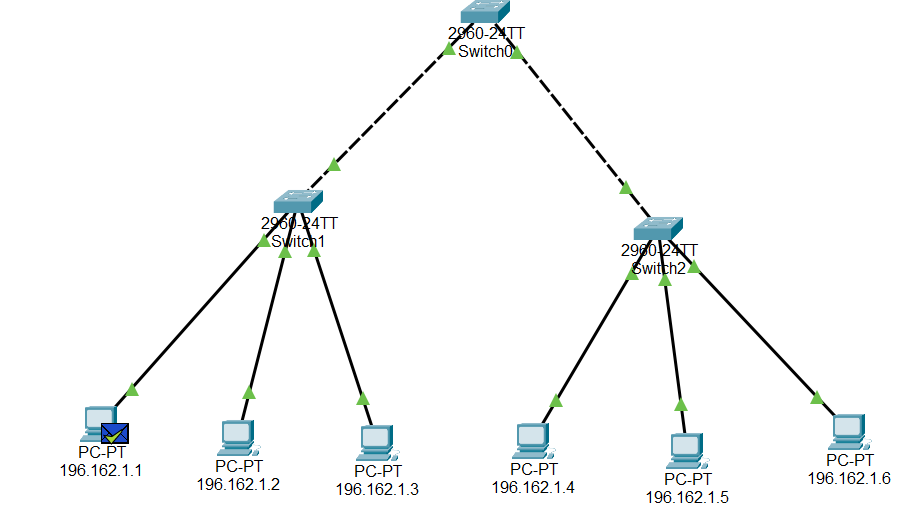 2960-24TT
Switch0
2960-24TT
Switch1
2960-24TT
Switch2
PC-PT
196.162.1.1
PC-PT
196.162.1.2
PC-PT
196.162.1.3
PC-PT
196.162.1.4
PC-PT
196.162.1.5
PC-PT
196.162.1.6